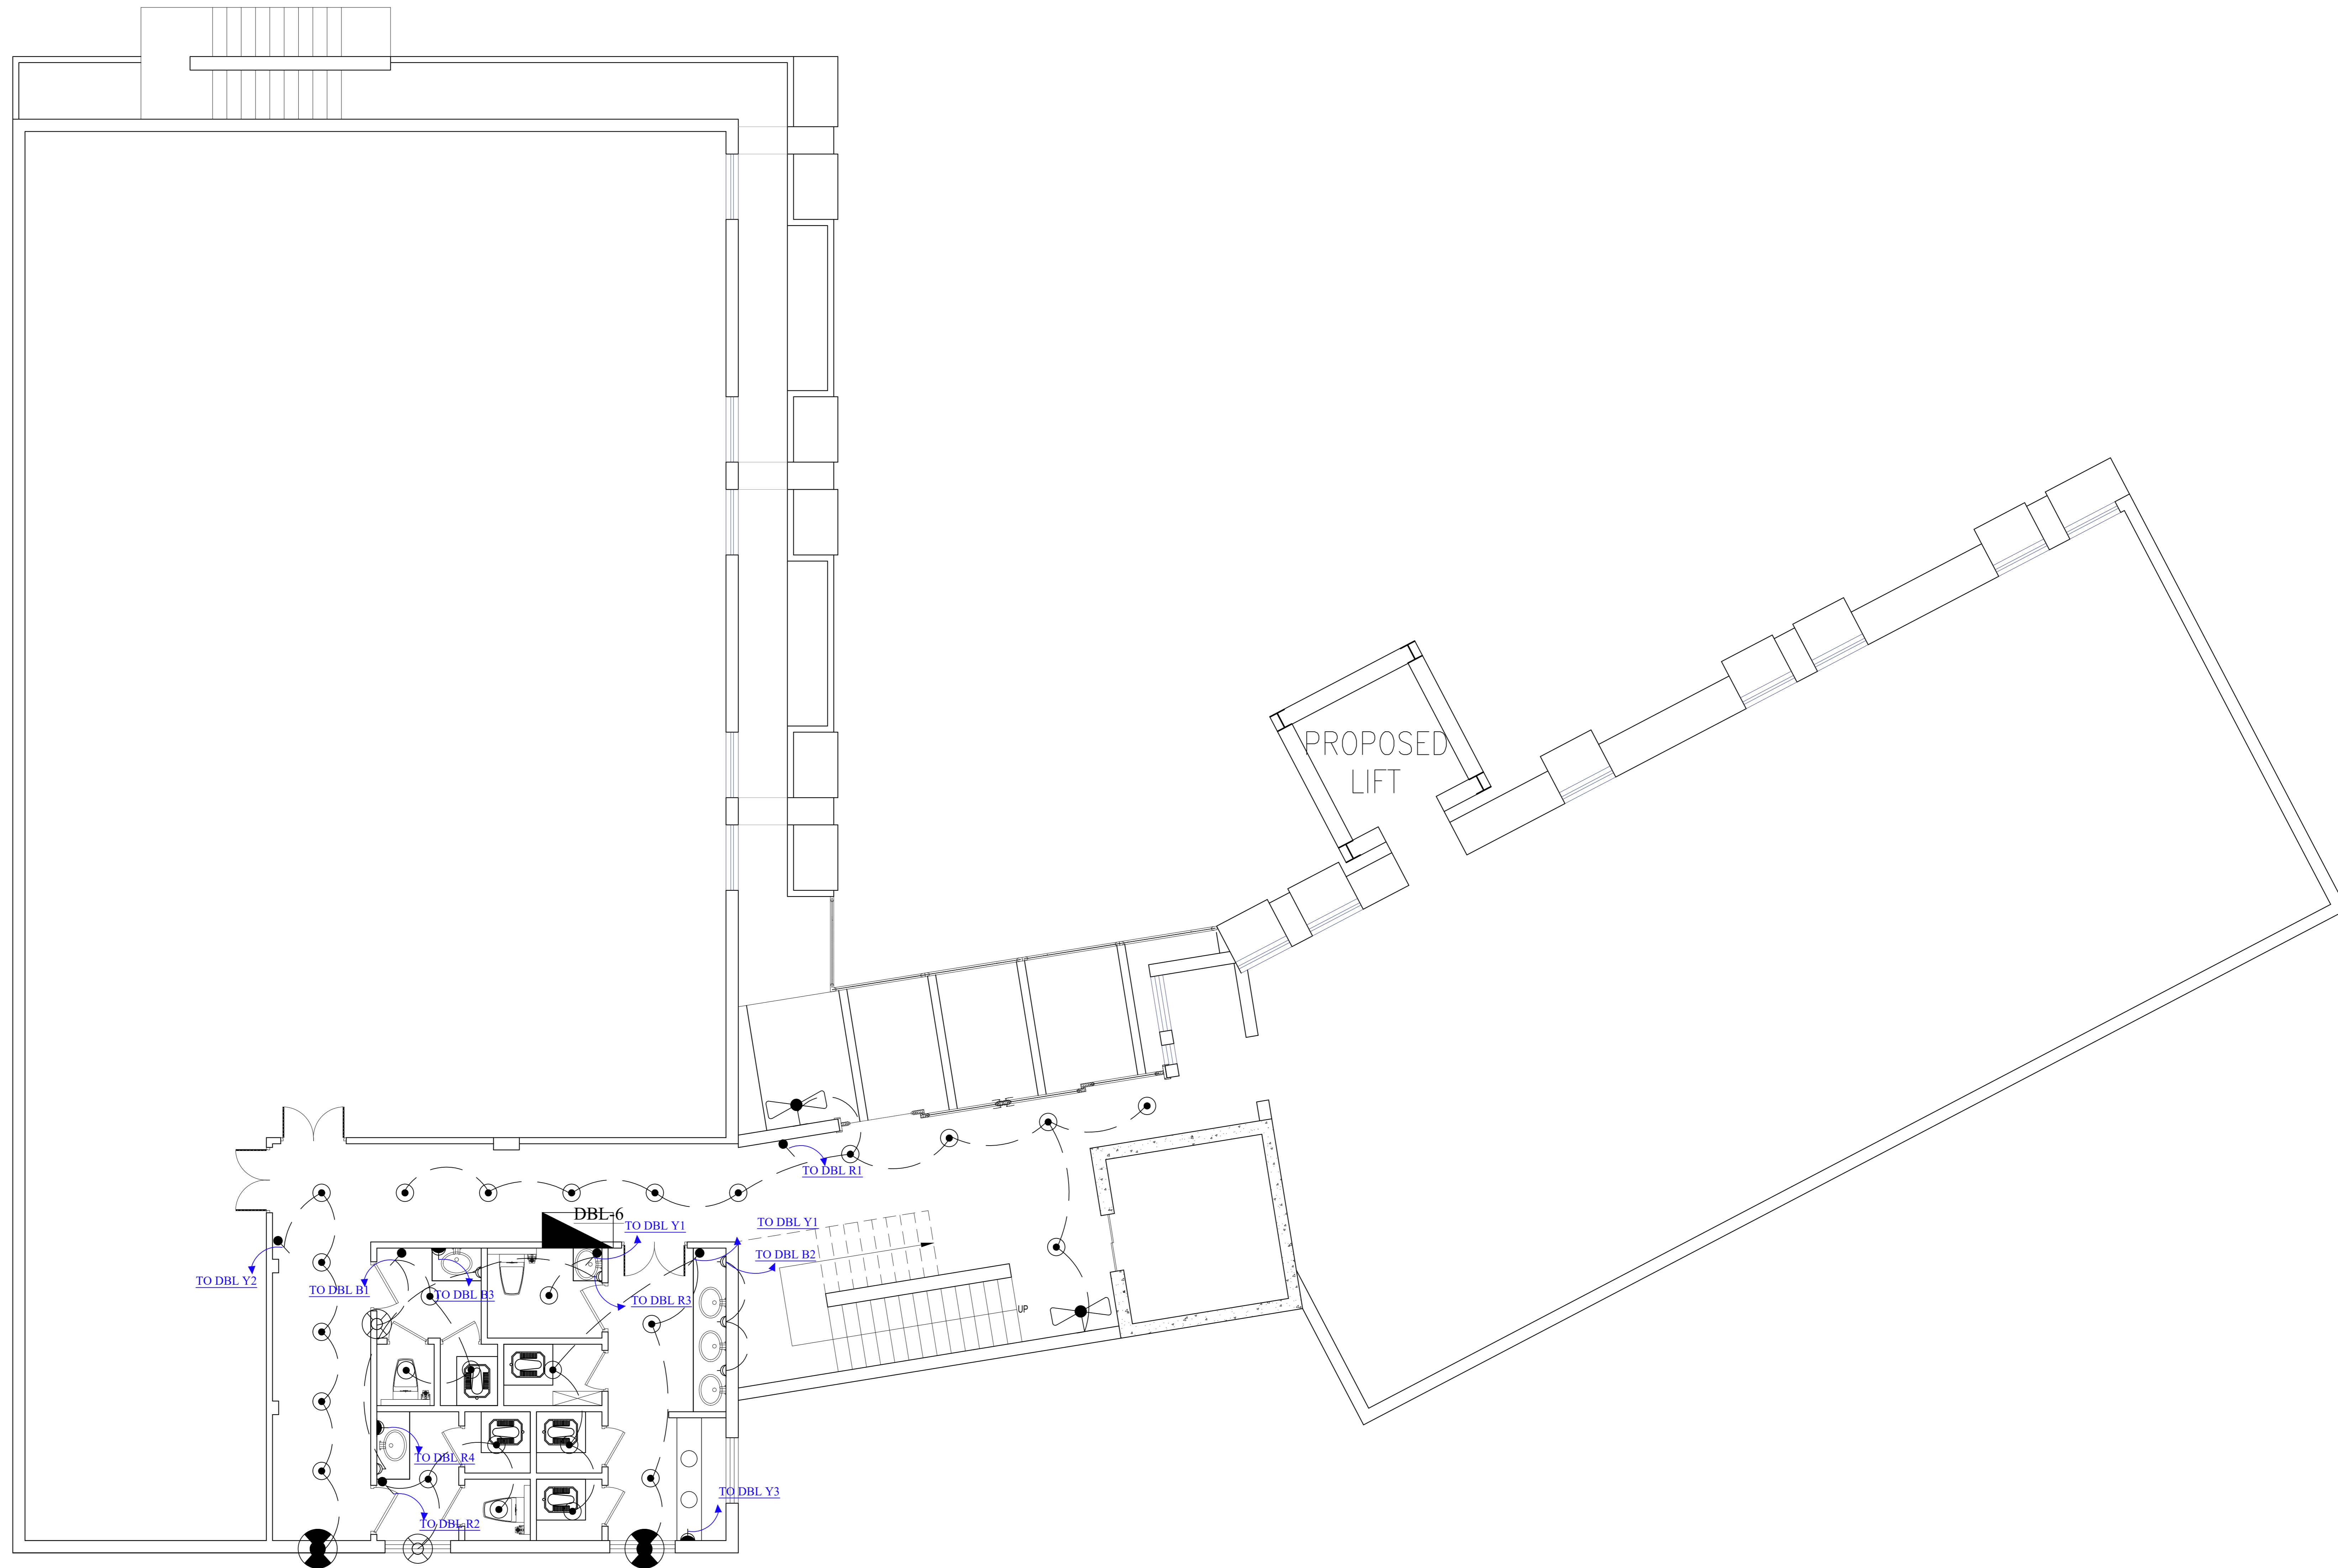 PROPOSED
LIFT
TO DBL R1
DBL-6
TO DBL Y1
TO DBL Y1
TO DBL B2
TO DBL Y2
TO DBL B1
TO DBL B3
TO DBL R3
UP
TO DBL R4
TO DBL Y3
TO DBL R2